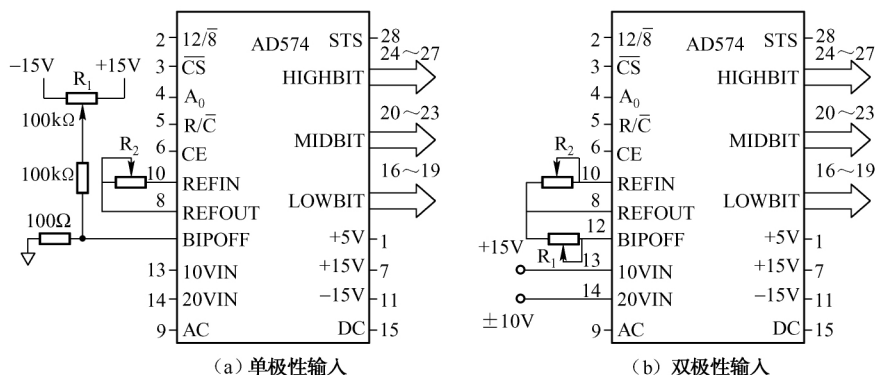 2 12/8̅ AD574 STS 28
24～27
−15V +15V
R₁
3 C̅S̅ HIGHBIT
4 A₀
20～23
100kΩ
5 R/C̅ MIDBIT
R₂
6 CE
16～19
100kΩ
10 REFIN LOWBIT
8 REFOUT
100Ω
BIPOFF +5V 1
13 10VIN +15V 7
14 20VIN −15V 11
9 AC DC 15
(a) 单极性输入
2 12/8̅ AD574 STS 28
24～27
3 C̅S̅ HIGHBIT
4 A₀
20～23
5 R/C̅ MIDBIT
R₂
6 CE
16～19
10 REFIN LOWBIT
8 REFOUT
12 BIPOFF +5V 1
+15V R₁ 13 10VIN +15V 7
14 20VIN −15V 11
±10V
9 AC DC 15
(b) 双极性输入